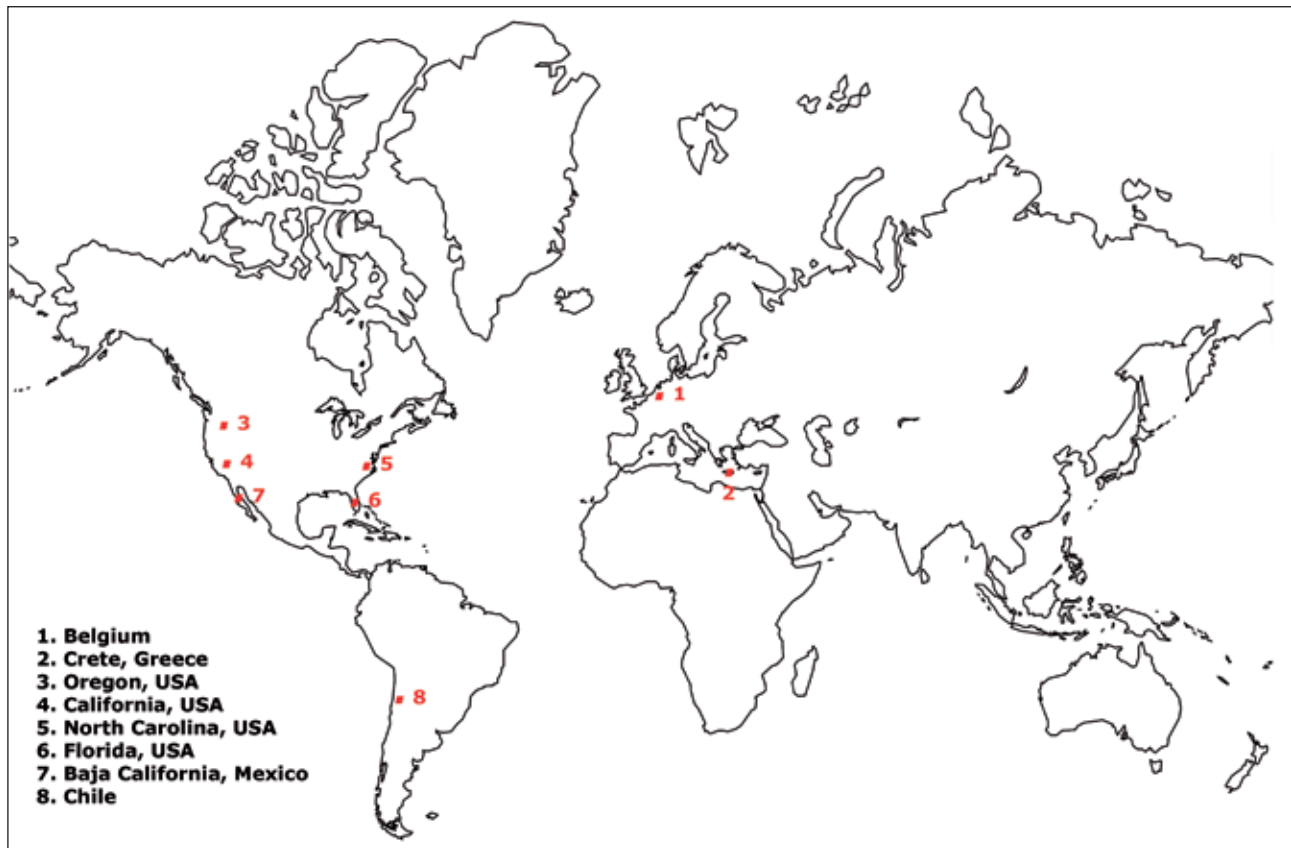 3
1
4
5
7
6
2
8
1. Belgium
2. Crete, Greece
3. Oregon, USA
4. California, USA
5. North Carolina, USA
6. Florida, USA
7. Baja California, Mexico
8. Chile